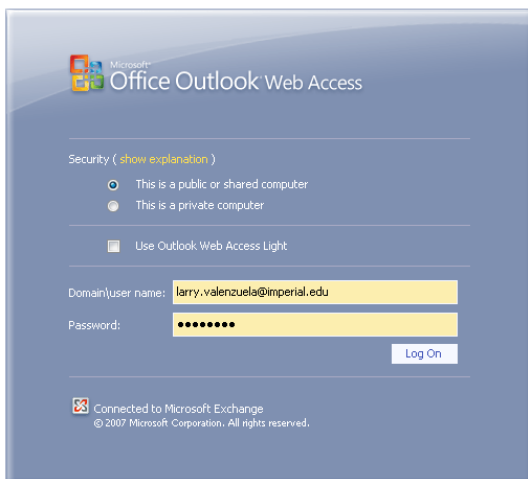 Microsoft®
Office Outlook® Web Access
Security ( show explanation )
This is a public or shared computer
This is a private computer
Use Outlook Web Access Light
Domain\user name: larry.valenzuela@imperial.edu
Password: ••••••••
Log On
Connected to Microsoft Exchange
© 2007 Microsoft Corporation. All rights reserved.